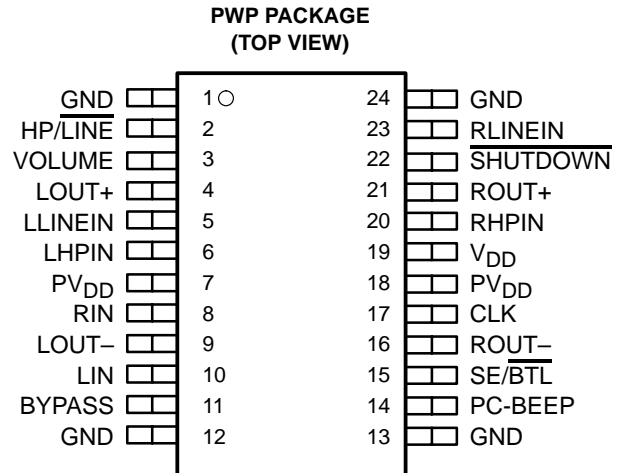 PWP PACKAGE
(TOP VIEW)
GND 1 24 GND
HP/LINE 2 23 RLINEIN
VOLUME 3 22 SHUTDOWN
LOUT+ 4 21 ROUT+
LLINEIN 5 20 RHPIN
LHPIN 6 19 VDD
PVDD 7 18 PVDD
RIN 8 17 CLK
LOUT– 9 16 ROUT–
LIN 10 15 SE/BTL
BYPASS 11 14 PC-BEEP
GND 12 13 GND